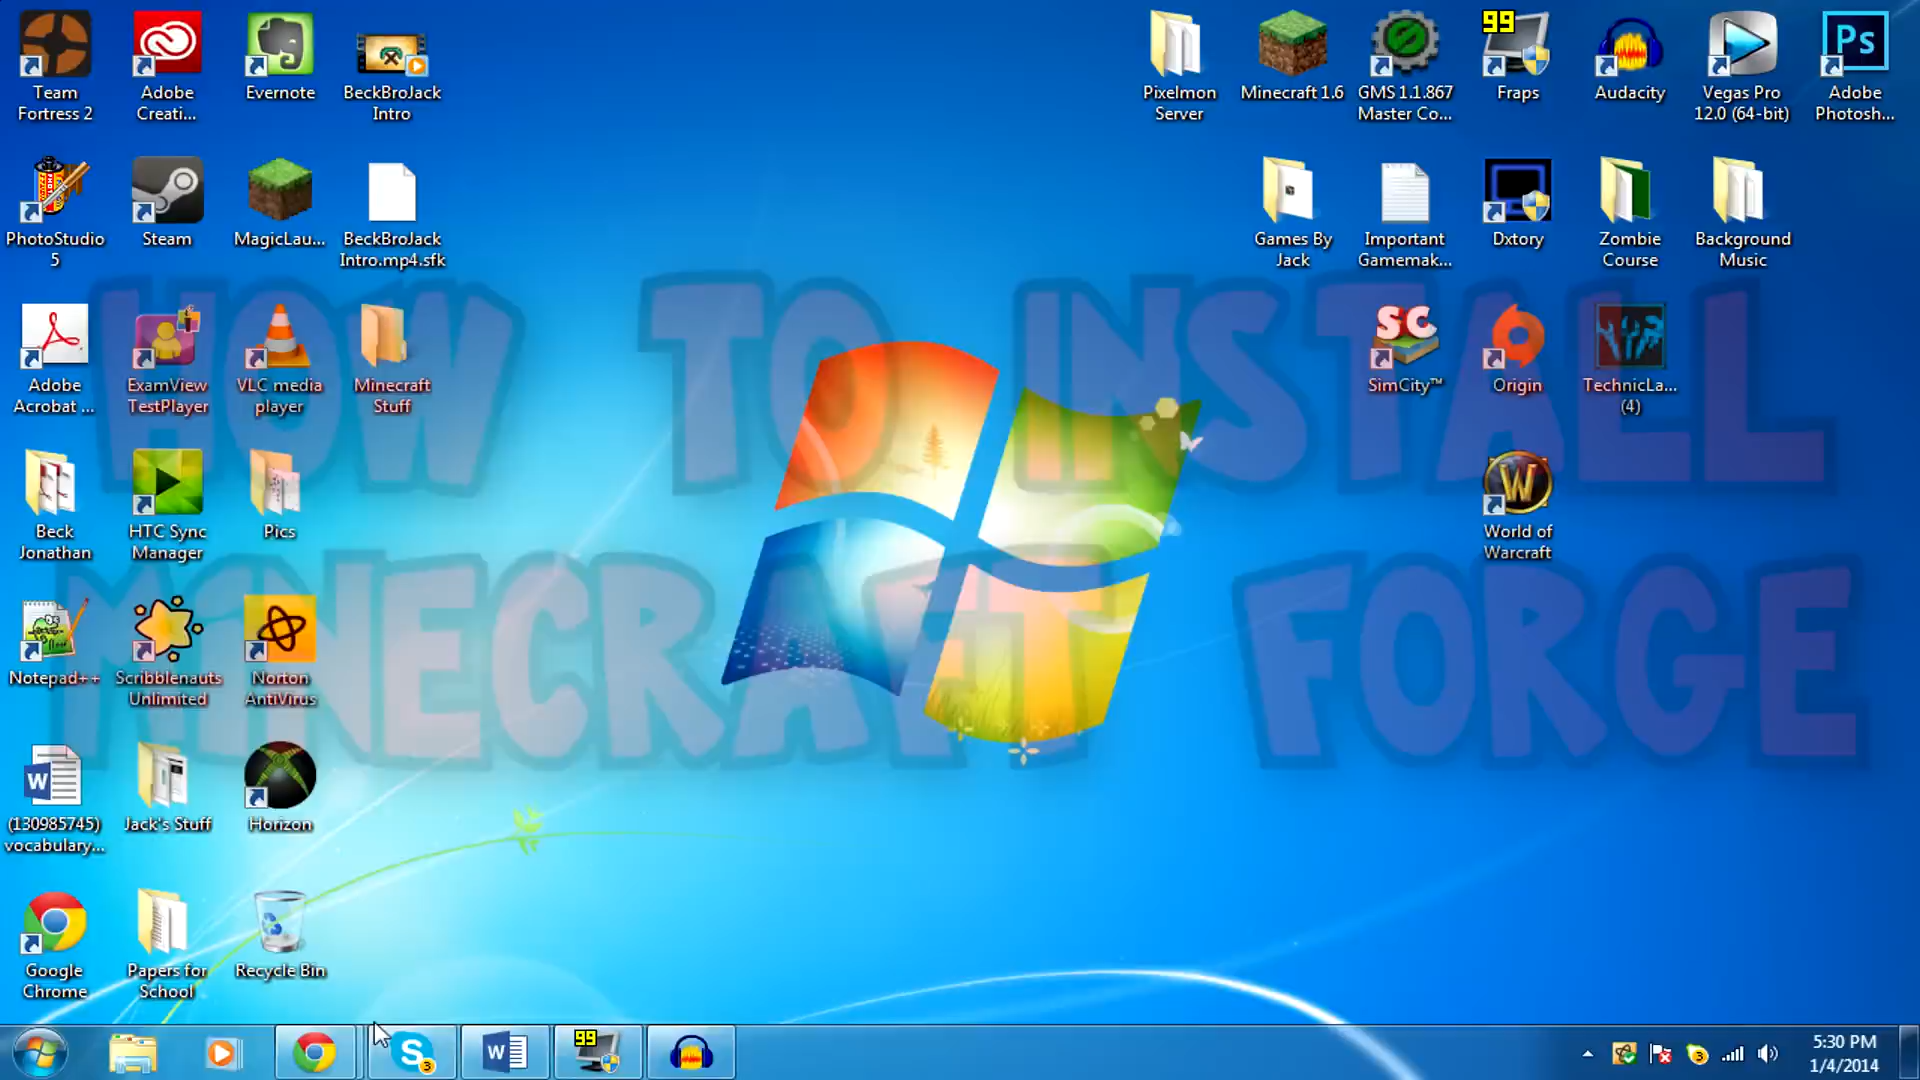 Team
Fortress 2
Adobe
Creati...
Evernote
BeckBroJack
Intro
Pixelmon
Server
Minecraft 1.6
GMS 1.1.867
Master Co...
99
Fraps
Audacity
Vegas Pro
12.0 (64-bit)
Ps
Adobe
Photosh...
PhotoStudio
5
Steam
MagicLau...
BeckBroJack
Intro.mp4.sfk
Games By
Jack
Important
Gamemak...
Dxtory
Zombie
Course
Background
Music
HOW TO INSTALL
MINECRAFT FORGE
Adobe
Acrobat ...
ExamView
TestPlayer
VLC media
player
Minecraft
Stuff
SC
SimCity™
Origin
TechnicLa...
(4)
Beck
Jonathan
HTC Sync
Manager
Pics
W
World of
Warcraft
Notepad++
Scribblenauts
Unlimited
Norton
AntiVirus
W
(130985745)
vocabulary...
Jack's Stuff
Horizon
Google
Chrome
Papers for
School
Recycle Bin
S
3
W
99
3
5:30 PM
1/4/2014